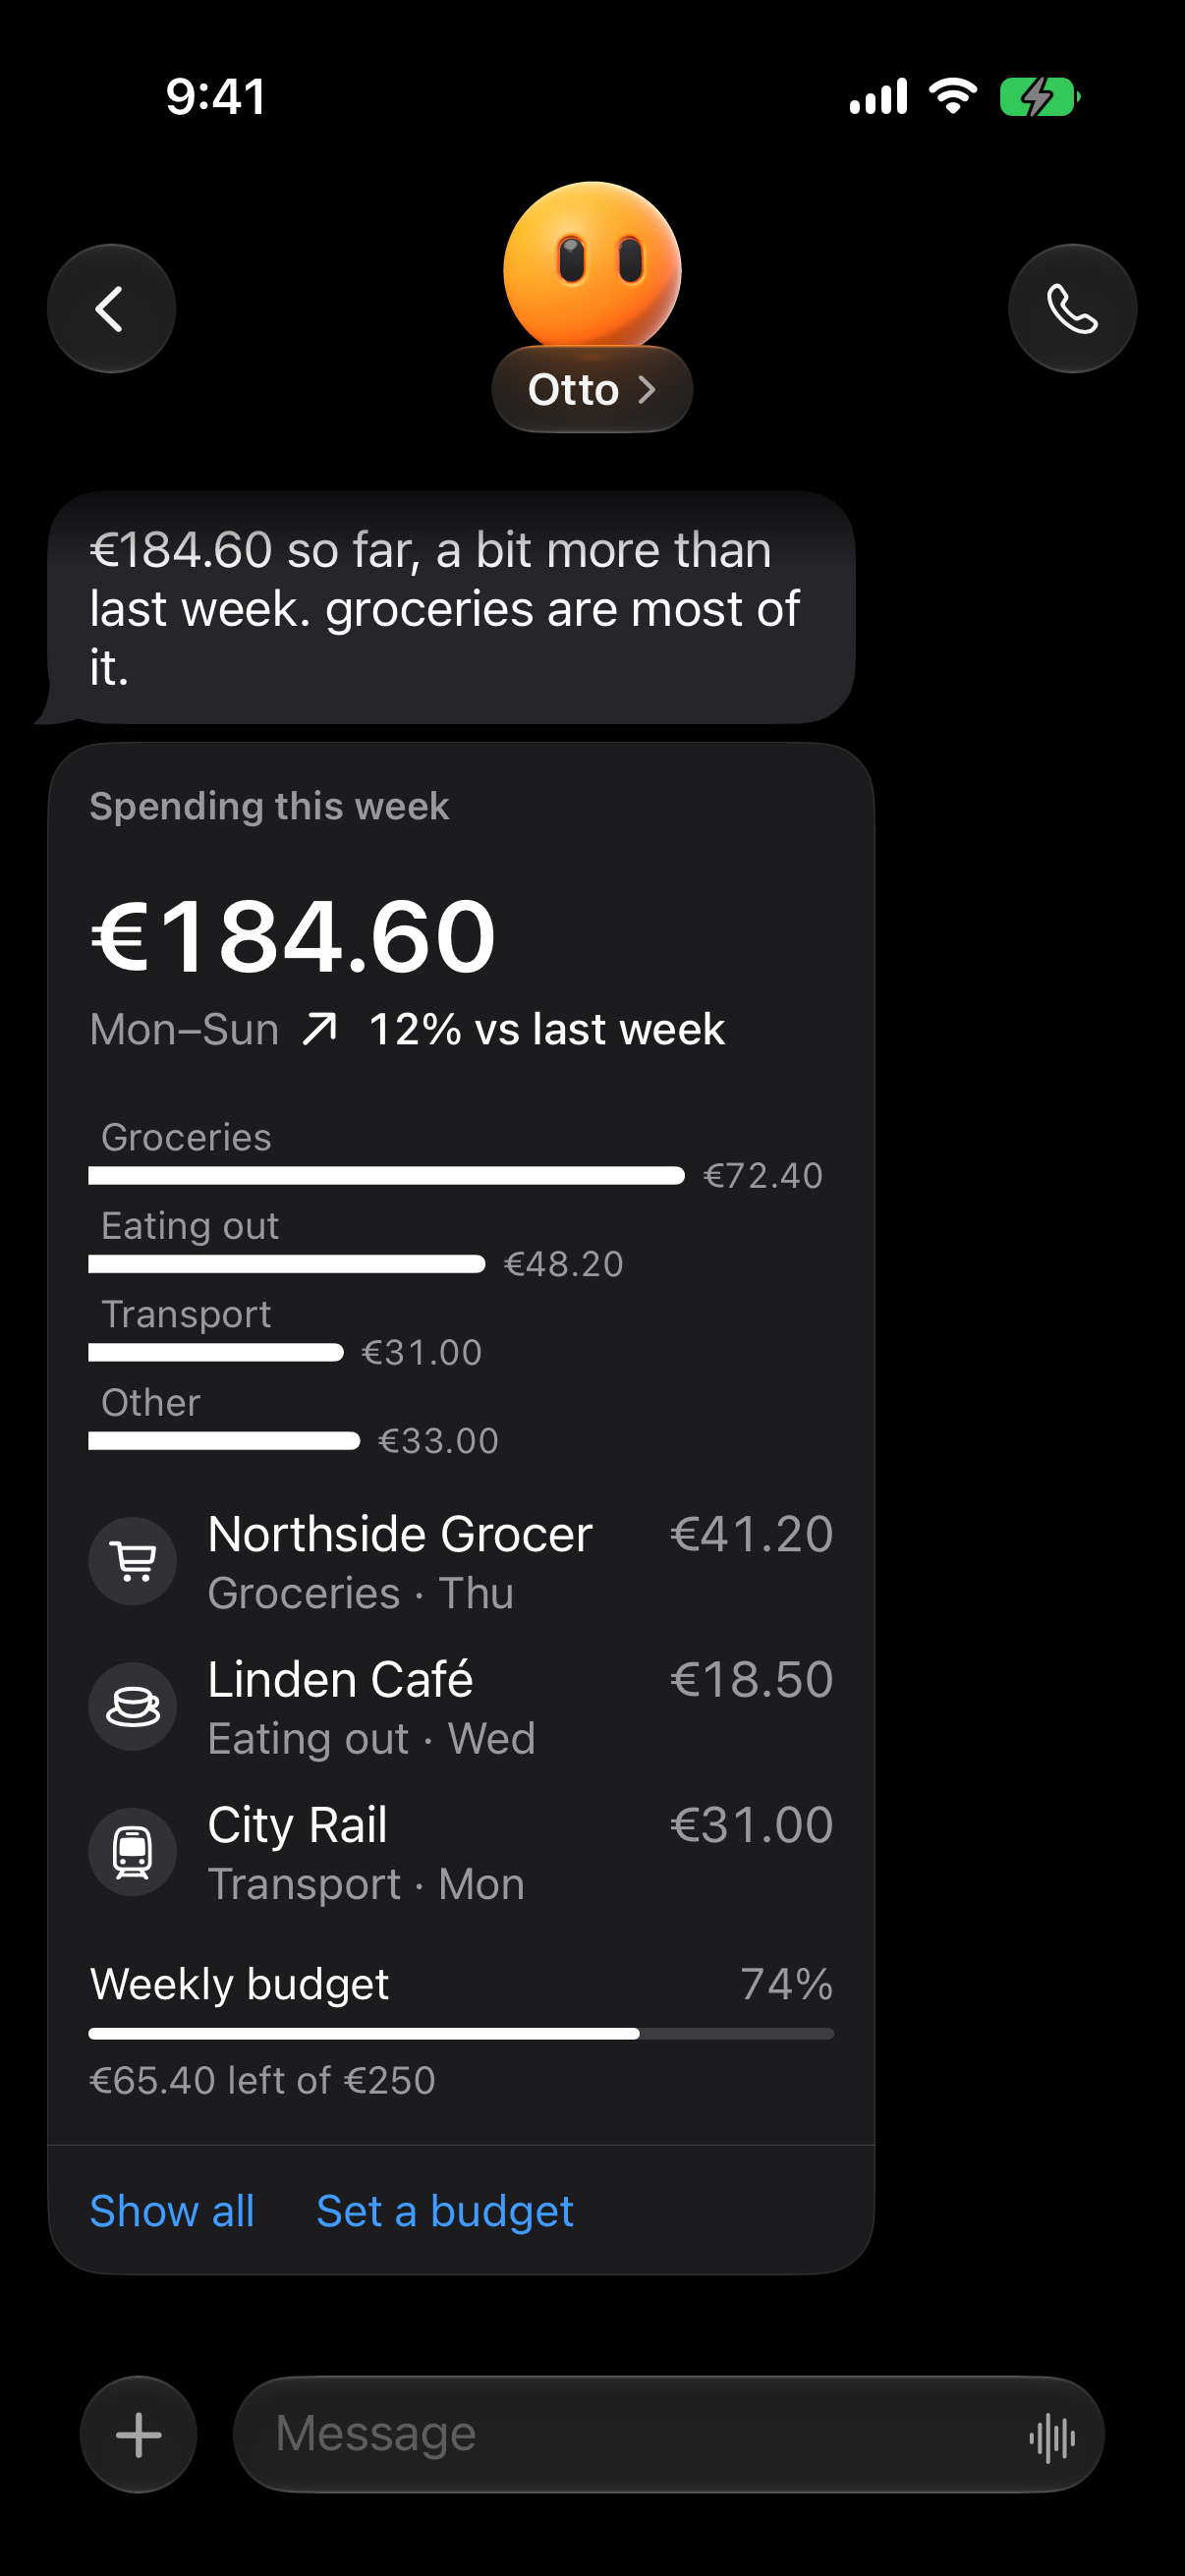 9:41
Otto
€184.60 so far, a bit more than
last week. groceries are most of
it.
Spending this week
€184.60
Mon–Sun ↗ 12% vs last week
Groceries
€72.40
Eating out
€48.20
Transport
€31.00
Other
€33.00
Northside Grocer €41.20
Groceries · Thu
Linden Café €18.50
Eating out · Wed
City Rail €31.00
Transport · Mon
Weekly budget 74%
€65.40 left of €250
Show all Set a budget
Message